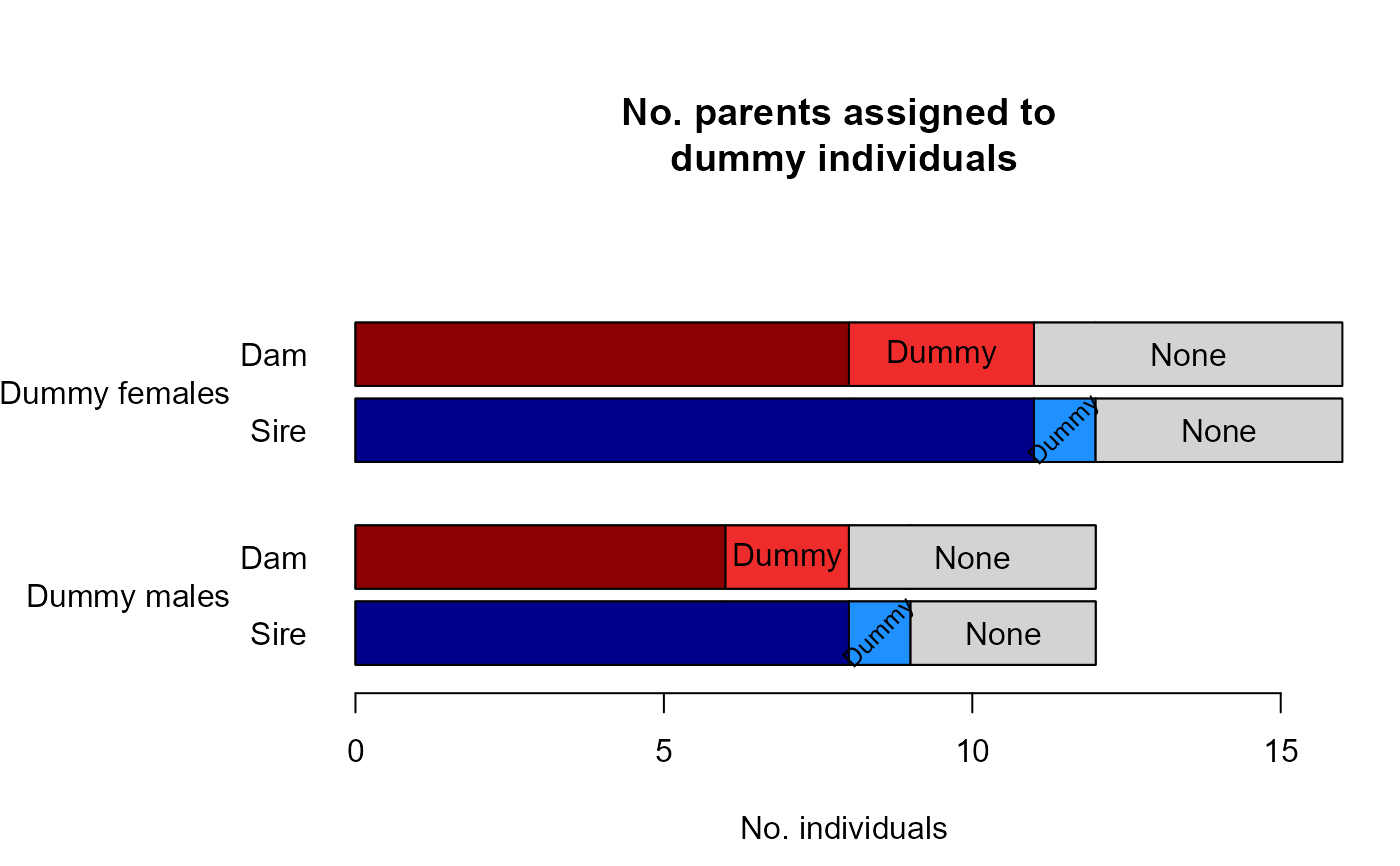 No. parents assigned to
dummy individuals
Dam
Dummy
None
Dummy females
Sire
Dummy
None
Dam
Dummy
None
Dummy males
Sire
Dummy
None
0 5 10 15
No. individuals